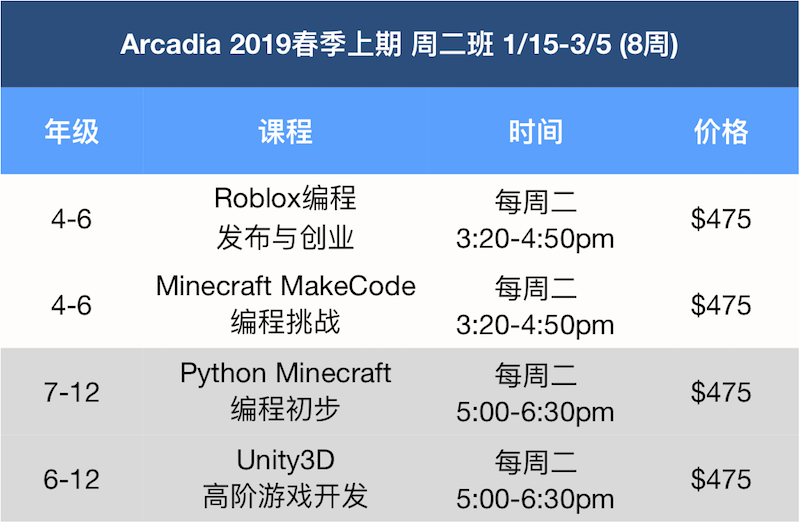 Arcadia 2019春季上期 周二班 1/15-3/5 (8周)
年级 课程 时间 价格
4-6 Roblox编程 发布与创业 每周二 3:20-4:50pm $475
4-6 Minecraft MakeCode 编程挑战 每周二 3:20-4:50pm $475
7-12 Python Minecraft 编程初步 每周二 5:00-6:30pm $475
6-12 Unity3D 高阶游戏开发 每周二 5:00-6:30pm $475